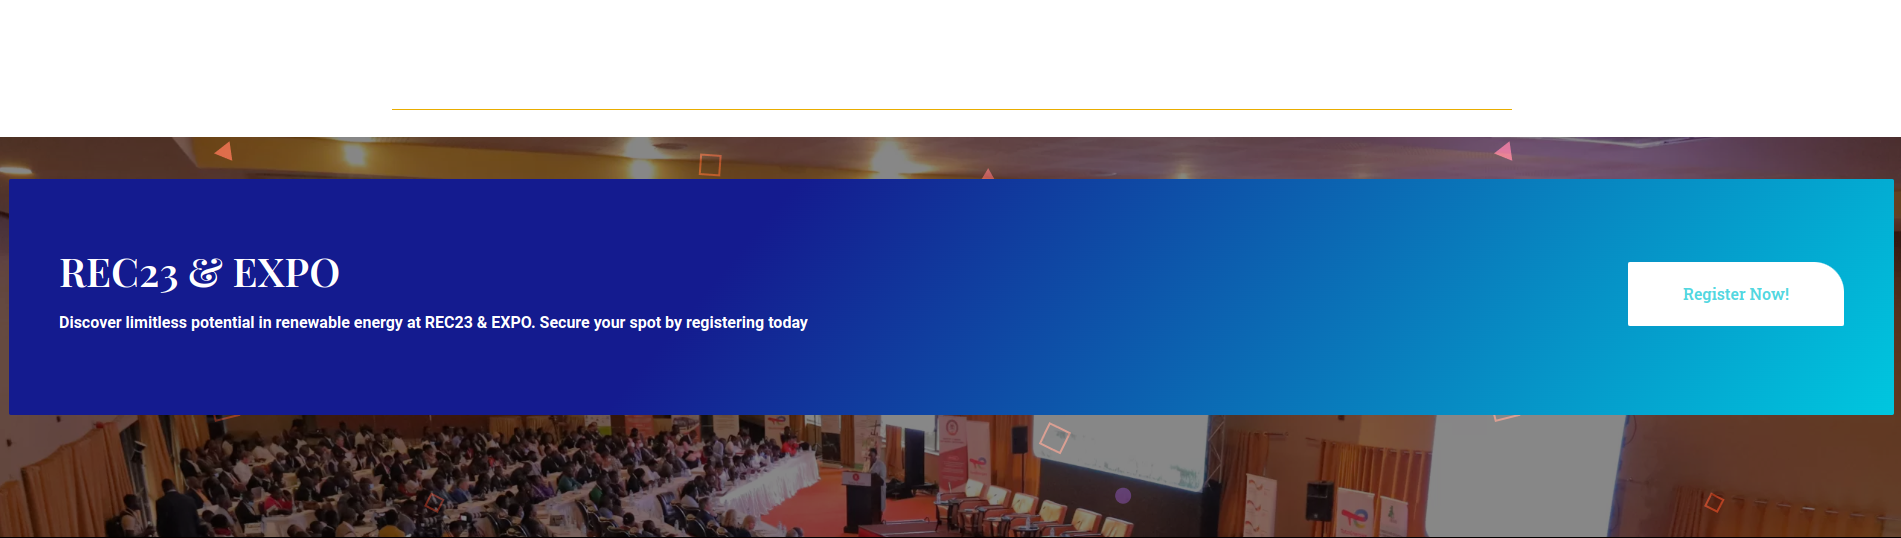 REC23 & EXPO
Discover limitless potential in renewable energy at REC23 & EXPO. Secure your spot by registering today
Register Now!